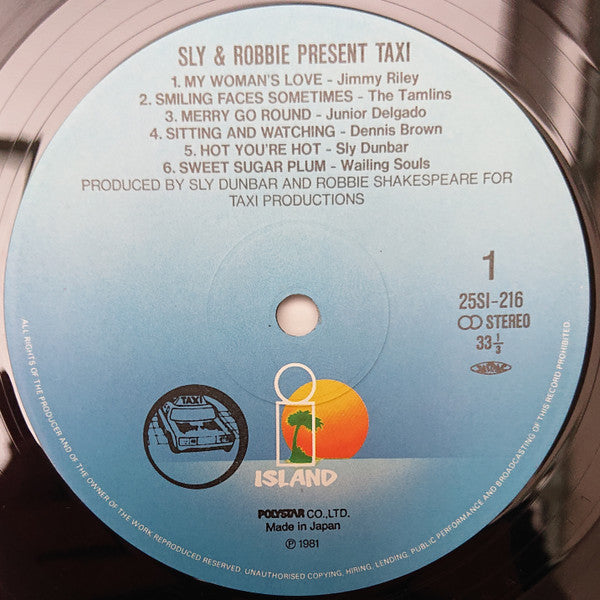 SLY & ROBBIE PRESENT TAXI
1. MY WOMAN'S LOVE - Jimmy Riley
2. SMILING FACES SOMETIMES - The Tamlins
3. MERRY GO ROUND - Junior Delgado
4. SITTING AND WATCHING - Dennis Brown
5. HOT YOU'RE HOT - Sly Dunbar
6. SWEET SUGAR PLUM - Wailing Souls
PRODUCED BY SLY DUNBAR AND ROBBIE SHAKESPEARE FOR
TAXI PRODUCTIONS
1
25SI-216
STEREO
33 1/3
TAXI
ISLAND
POLYSTAR CO.,LTD.
Made in Japan
℗ 1981
ALL RIGHTS OF THE PRODUCER AND OF THE OWNER OF THE WORK REPRODUCED RESERVED. UNAUTHORISED COPYING, HIRING, LENDING, PUBLIC PERFORMANCE AND BROADCASTING OF THIS RECORD PROHIBITED